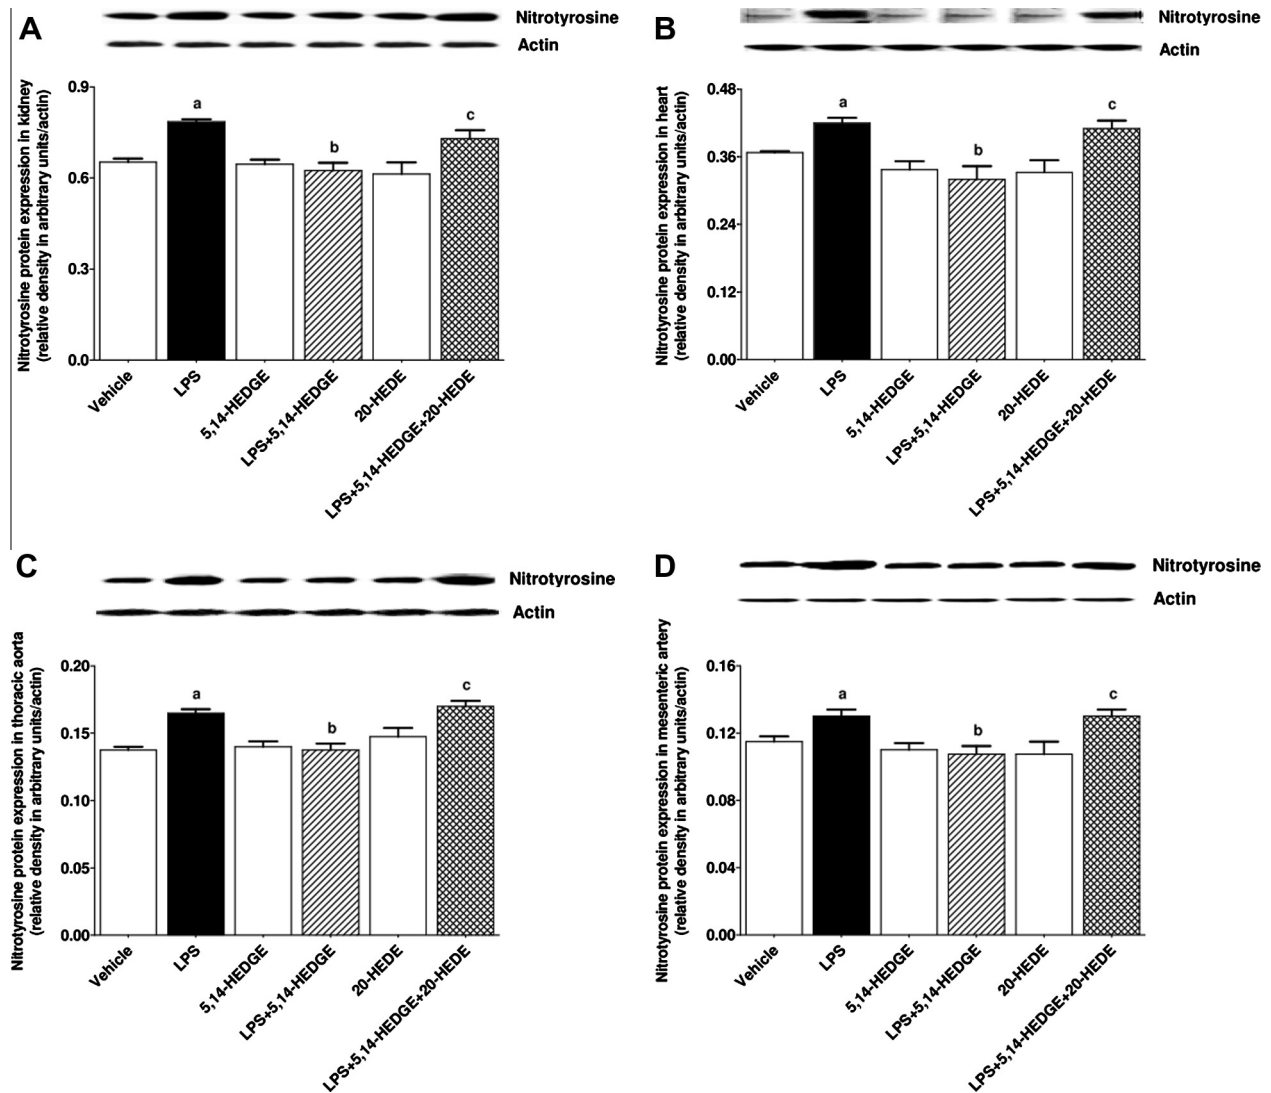 A
Nitrotyrosine
Actin
Nitrotyrosine protein expression in kidney
(relative density in arbitrary units/actin)
0.9
0.6
0.3
0.0
a
b
c
Vehicle
LPS
5,14-HEDGE
LPS+5,14-HEDGE
20-HEDE
LPS+5,14-HEDGE+20-HEDE
B
Nitrotyrosine
Actin
Nitrotyrosine protein expression in heart
(relative density in arbitrary units/actin)
0.48
0.36
0.24
0.12
0.00
a
b
c
Vehicle
LPS
5,14-HEDGE
LPS+5,14-HEDGE
20-HEDE
LPS+5,14-HEDGE+20-HEDE
C
Nitrotyrosine
Actin
Nitrotyrosine protein expression in thoracic aorta
(relative density in arbitrary units/actin)
0.20
0.15
0.10
0.05
0.00
a
b
c
Vehicle
LPS
5,14-HEDGE
LPS+5,14-HEDGE
20-HEDE
LPS+5,14-HEDGE+20-HEDE
D
Nitrotyrosine
Actin
Nitrotyrosine protein expression in mesenteric artery
(relative density in arbitrary units/actin)
0.16
0.12
0.08
0.04
0.00
a
b
c
Vehicle
LPS
5,14-HEDGE
LPS+5,14-HEDGE
20-HEDE
LPS+5,14-HEDGE+20-HEDE